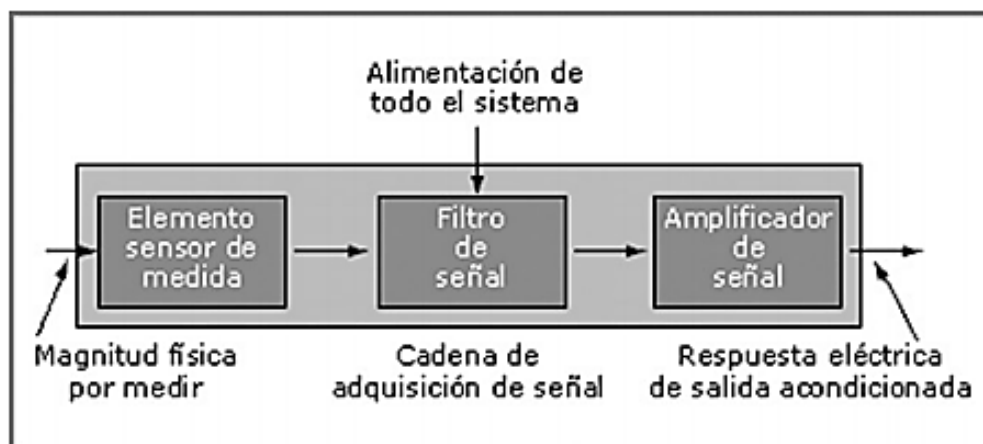 Alimentación de
todo el sistema
Elemento
sensor de
medida
Filtro
de
señal
Amplificador
de
señal
Magnitud física
por medir
Cadena de
adquisición de señal
Respuesta eléctrica
de salida acondicionada